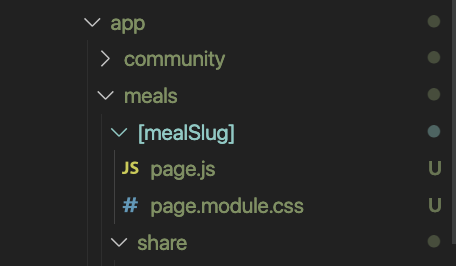 app
community
meals
[mealSlug]
JS page.js U
# page.module.css U
share